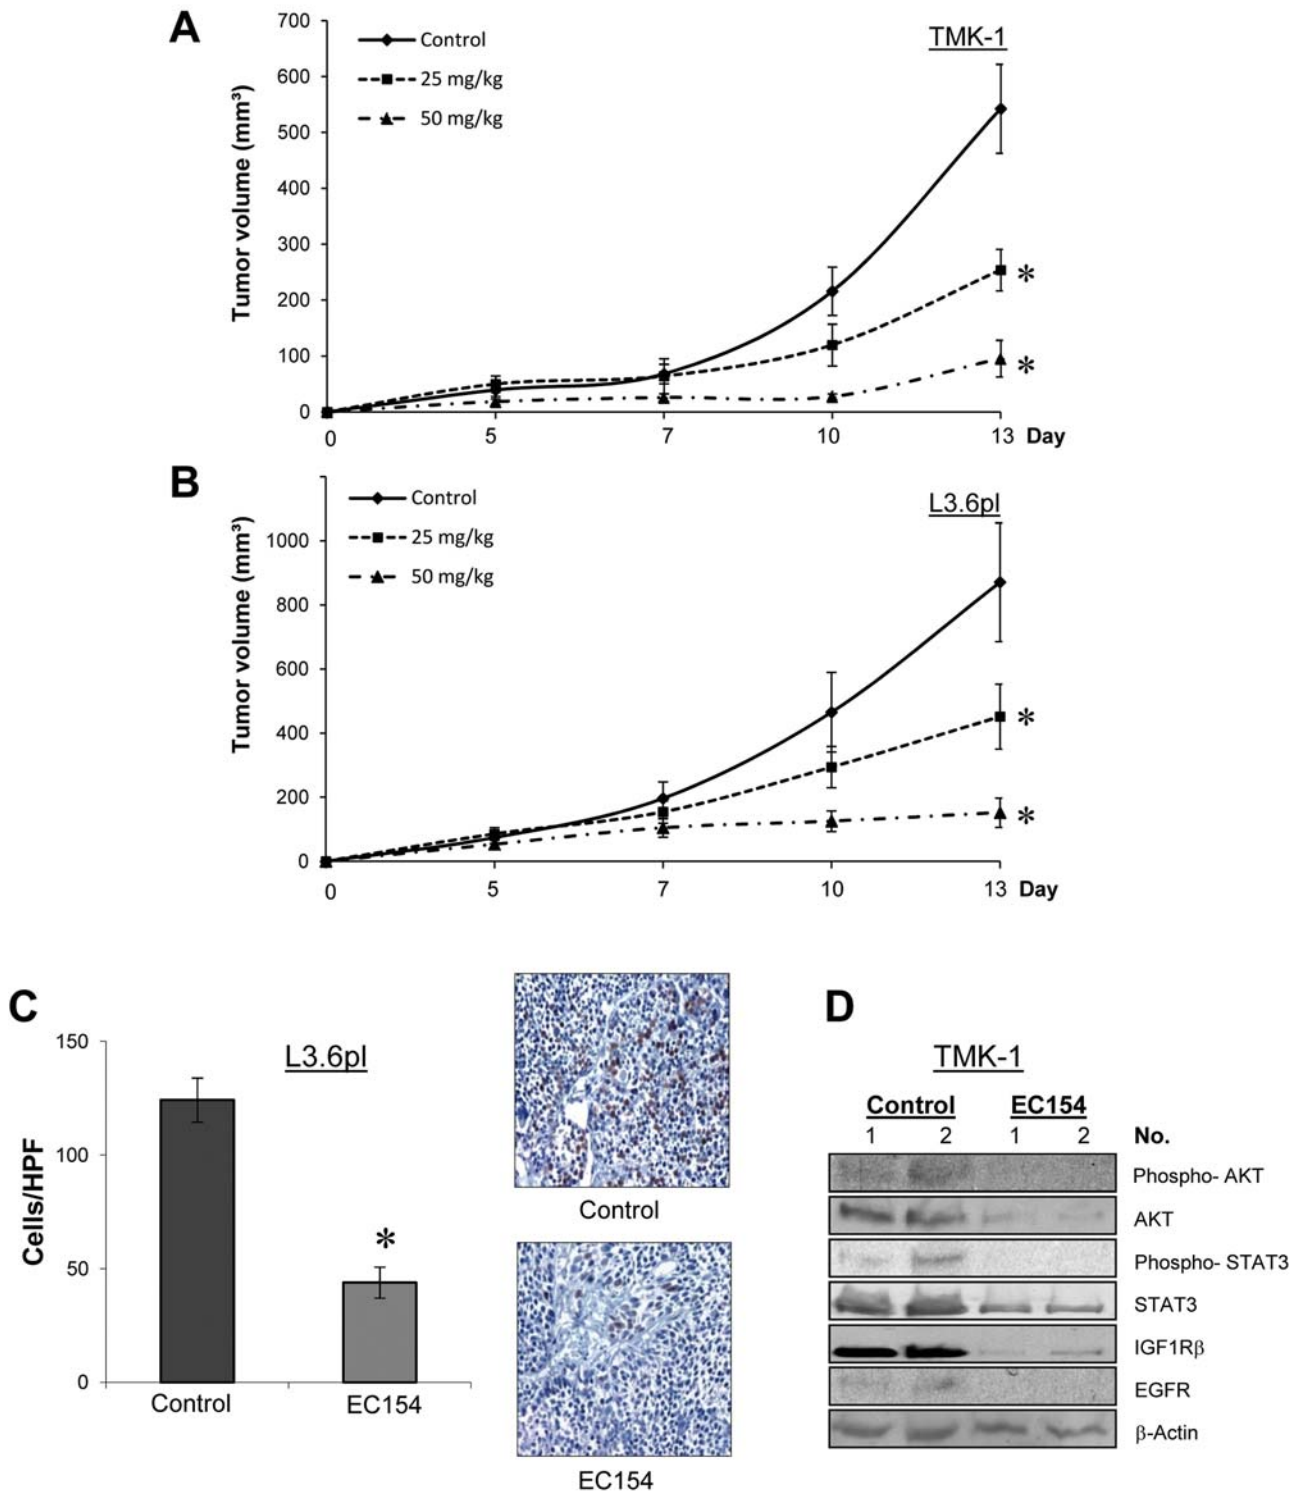 A
TMK-1
Control
25 mg/kg
50 mg/kg
Tumor volume (mm³)
700
600
500
400
300
200
100
0
0 5 7 10 13 Day
B
L3.6pl
Control
25 mg/kg
50 mg/kg
Tumor volume (mm³)
1000
800
600
400
200
0
0 5 7 10 13 Day
*
*
*
*
C
L3.6pl
Cells/HPF
150
100
50
0
*
Control EC154
Control
EC154
D
TMK-1
Control EC154
1 2 1 2 No.
Phospho- AKT
AKT
Phospho- STAT3
STAT3
IGF1Rβ
EGFR
β-Actin